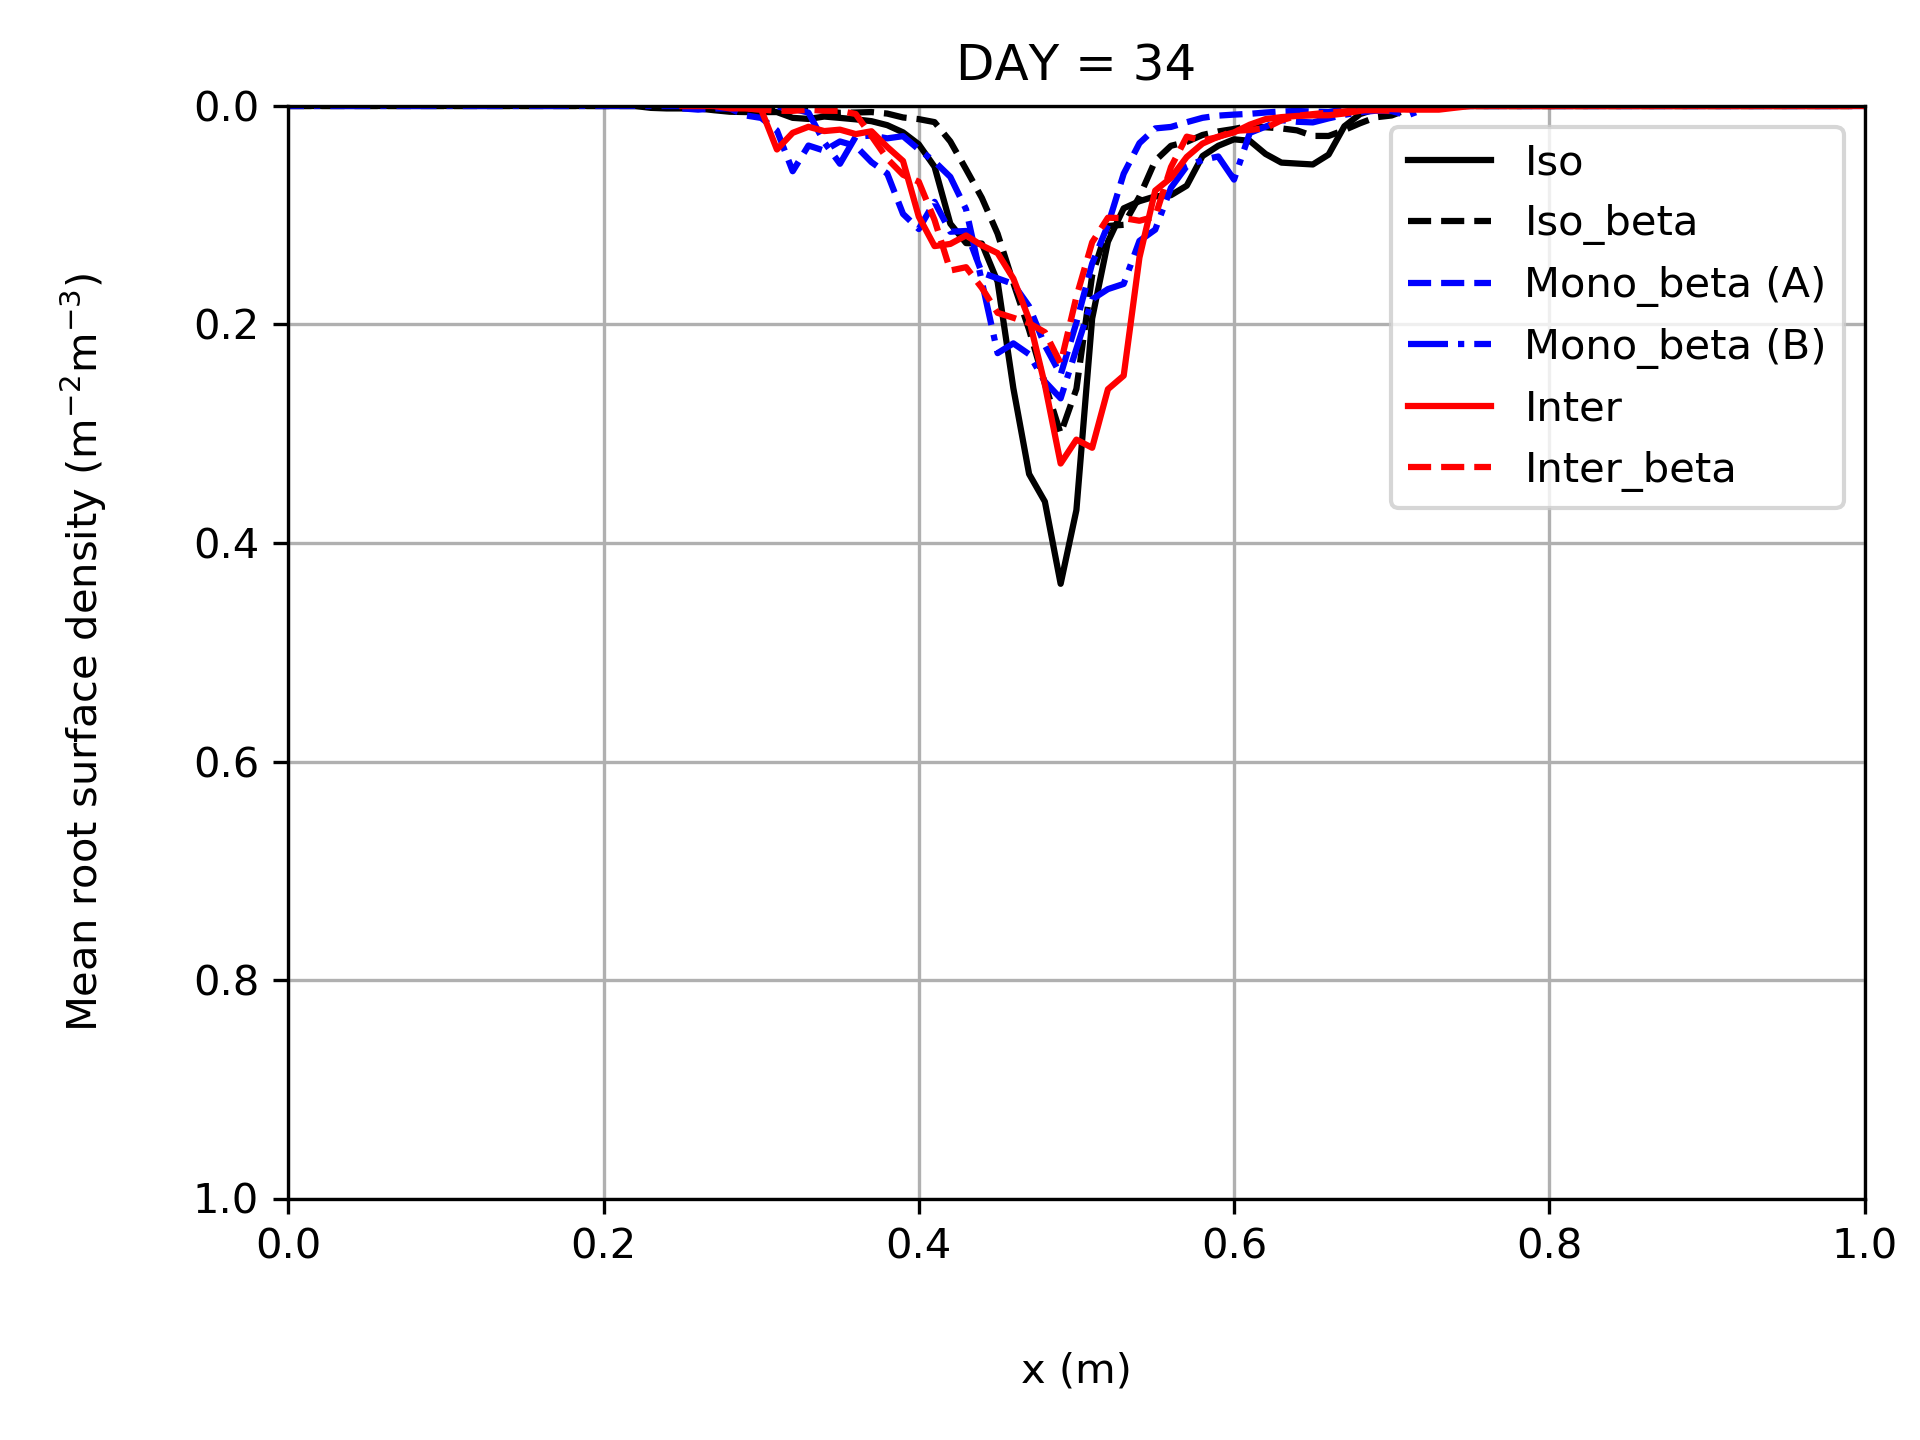 DAY = 34
0.0
0.2
0.4
0.6
0.8
1.0
Mean root surface density (m⁻²m⁻³)
Iso
Iso_beta
Mono_beta (A)
Mono_beta (B)
Inter
Inter_beta
0.0 0.2 0.4 0.6 0.8 1.0
x (m)